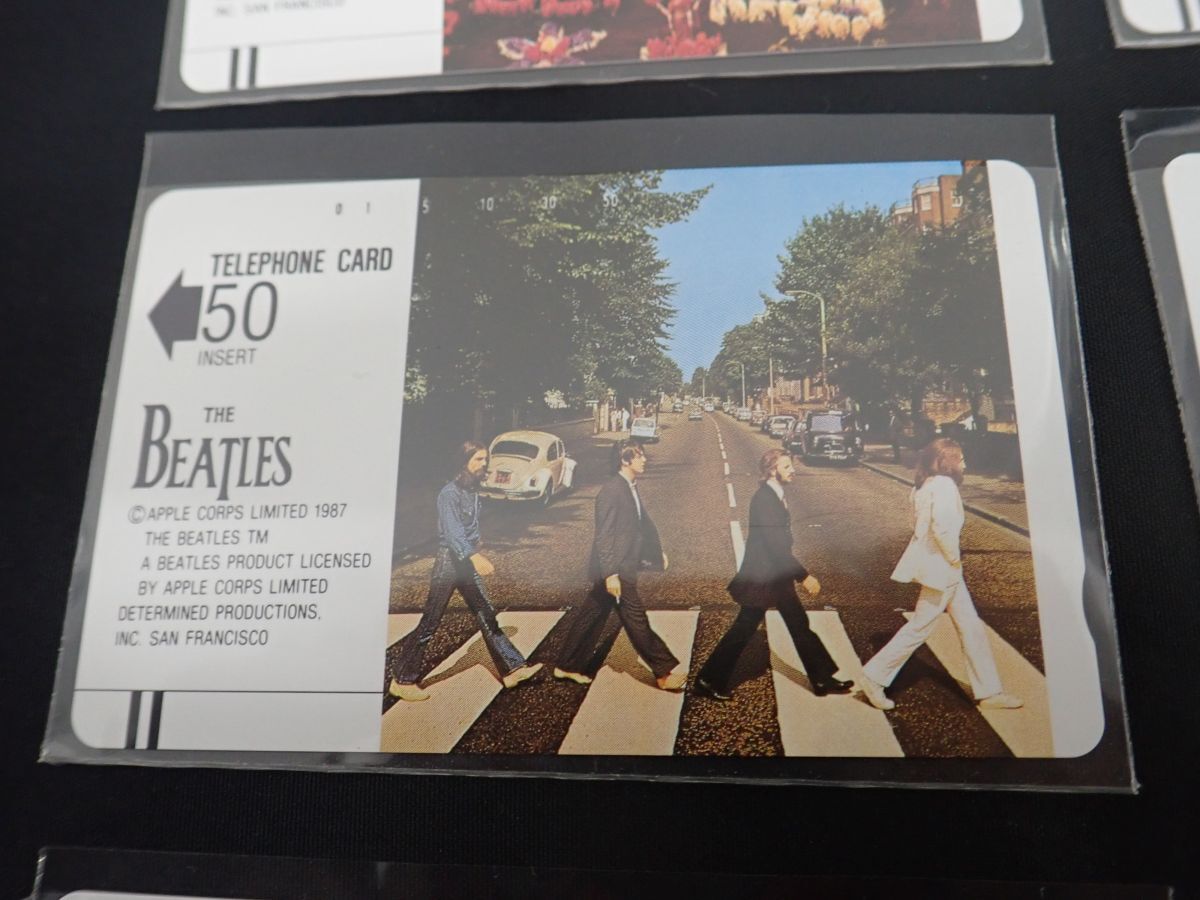 INC. SAN FRANCISCO
0 1 5 10 30 50
TELEPHONE CARD
50
INSERT
THE
BEATLES
©APPLE CORPS LIMITED 1987
THE BEATLES TM
A BEATLES PRODUCT LICENSED
BY APPLE CORPS LIMITED
DETERMINED PRODUCTIONS,
INC. SAN FRANCISCO